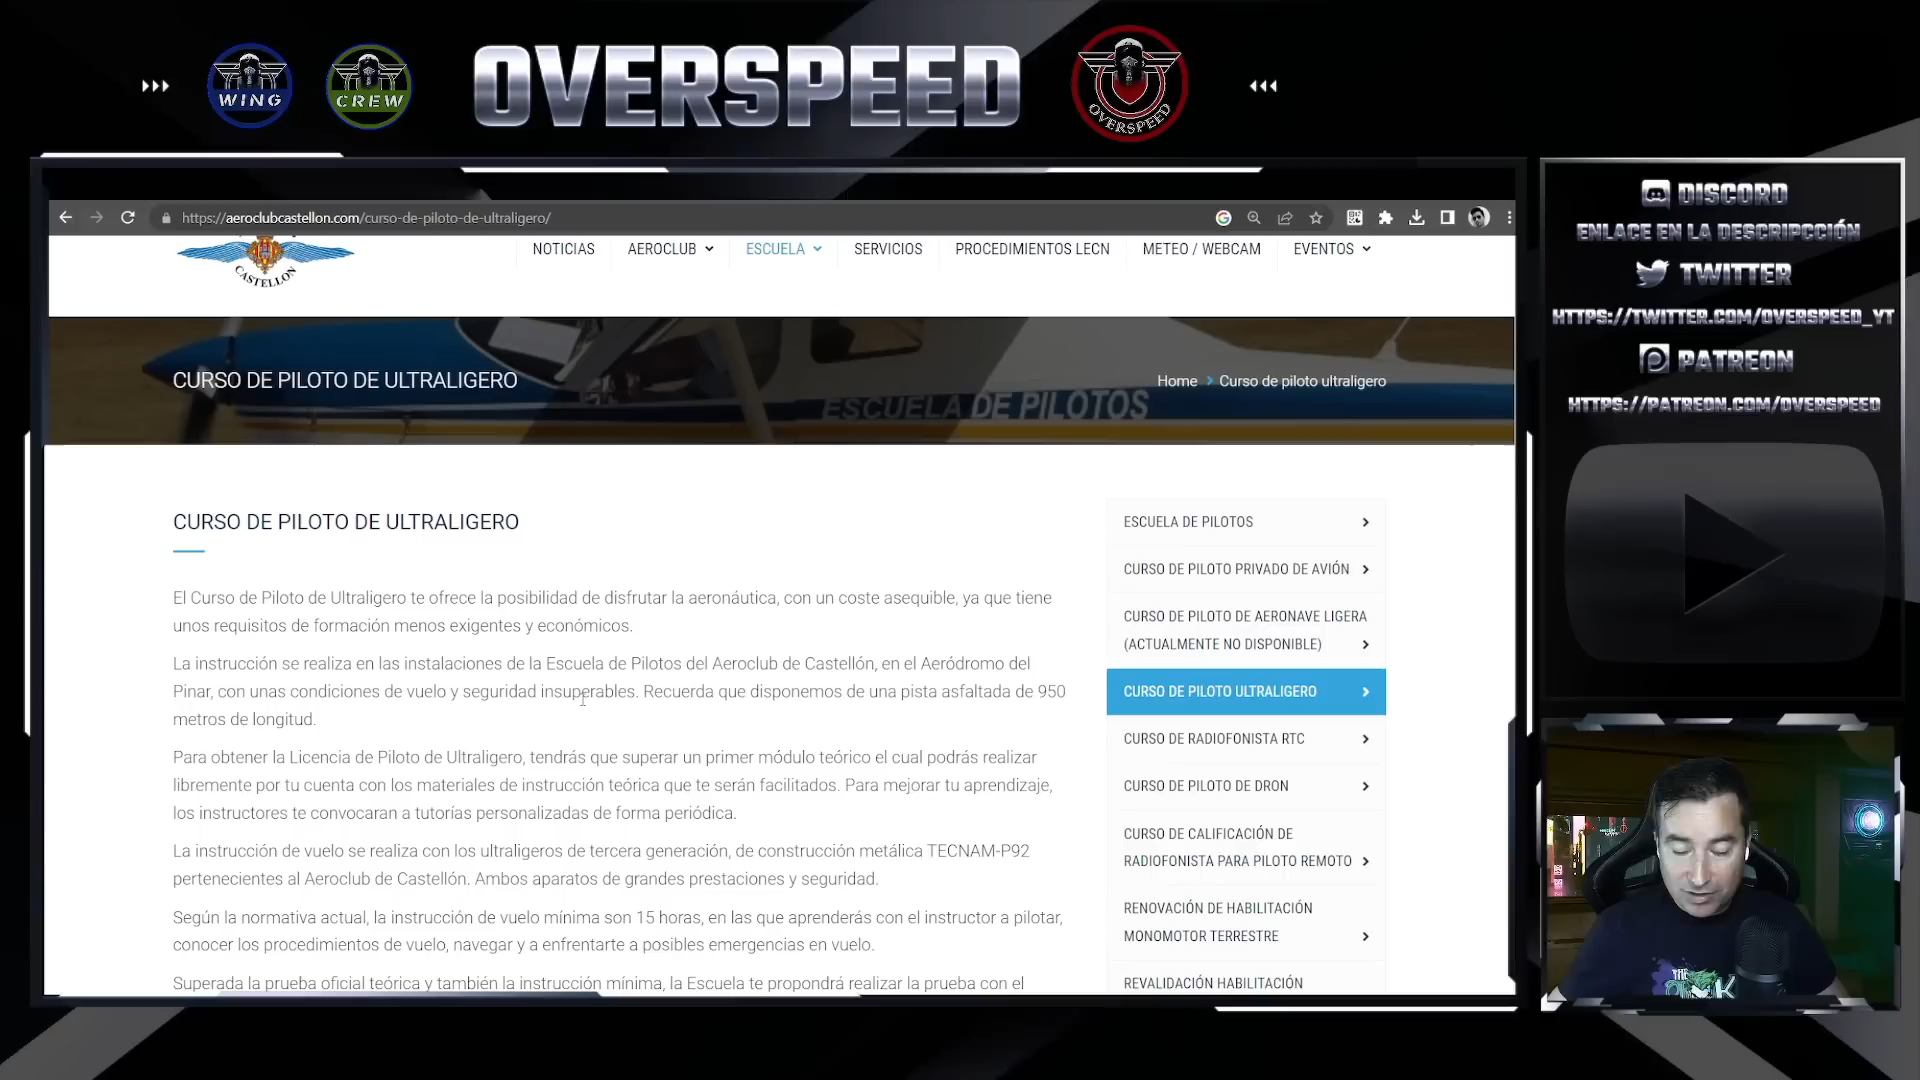 WING
CREW
OVERSPEED
OVERSPEED
DISCORD
ENLACE EN LA DESCRIPCCIÓN
TWITTER
HTTPS://TWITTER.COM/OVERSPEED_YT
PATREON
HTTPS://PATREON.COM/OVERSPEED
https://aeroclubcastellon.com/curso-de-piloto-de-ultraligero/
CASTELLON
NOTICIAS
AEROCLUB
ESCUELA
SERVICIOS
PROCEDIMIENTOS LECN
METEO / WEBCAM
EVENTOS
CURSO DE PILOTO DE ULTRALIGERO
Home > Curso de piloto ultraligero
ESCUELA DE PILOTOS
CURSO DE PILOTO DE ULTRALIGERO
El Curso de Piloto de Ultraligero te ofrece la posibilidad de disfrutar la aeronáutica, con un coste asequible, ya que tiene
unos requisitos de formación menos exigentes y económicos.
La instrucción se realiza en las instalaciones de la Escuela de Pilotos del Aeroclub de Castellón, en el Aeródromo del
Pinar, con unas condiciones de vuelo y seguridad insuperables. Recuerda que disponemos de una pista asfaltada de 950
metros de longitud.
Para obtener la Licencia de Piloto de Ultraligero, tendrás que superar un primer módulo teórico el cual podrás realizar
libremente por tu cuenta con los materiales de instrucción teórica que te serán facilitados. Para mejorar tu aprendizaje,
los instructores te convocaran a tutorías personalizadas de forma periódica.
La instrucción de vuelo se realiza con los ultraligeros de tercera generación, de construcción metálica TECNAM-P92
pertenecientes al Aeroclub de Castellón. Ambos aparatos de grandes prestaciones y seguridad.
Según la normativa actual, la instrucción de vuelo mínima son 15 horas, en las que aprenderás con el instructor a pilotar,
conocer los procedimientos de vuelo, navegar y a enfrentarte a posibles emergencias en vuelo.
Superada la prueba oficial teórica y también la instrucción mínima, la Escuela te propondrá realizar la prueba con el
ESCUELA DE PILOTOS
CURSO DE PILOTO PRIVADO DE AVIÓN
CURSO DE PILOTO DE AERONAVE LIGERA
(ACTUALMENTE NO DISPONIBLE)
CURSO DE PILOTO ULTRALIGERO
CURSO DE RADIOFONISTA RTC
CURSO DE PILOTO DE DRON
CURSO DE CALIFICACIÓN DE
RADIOFONISTA PARA PILOTO REMOTO
RENOVACIÓN DE HABILITACIÓN
MONOMOTOR TERRESTRE
REVALIDACIÓN HABILITACIÓN
THE